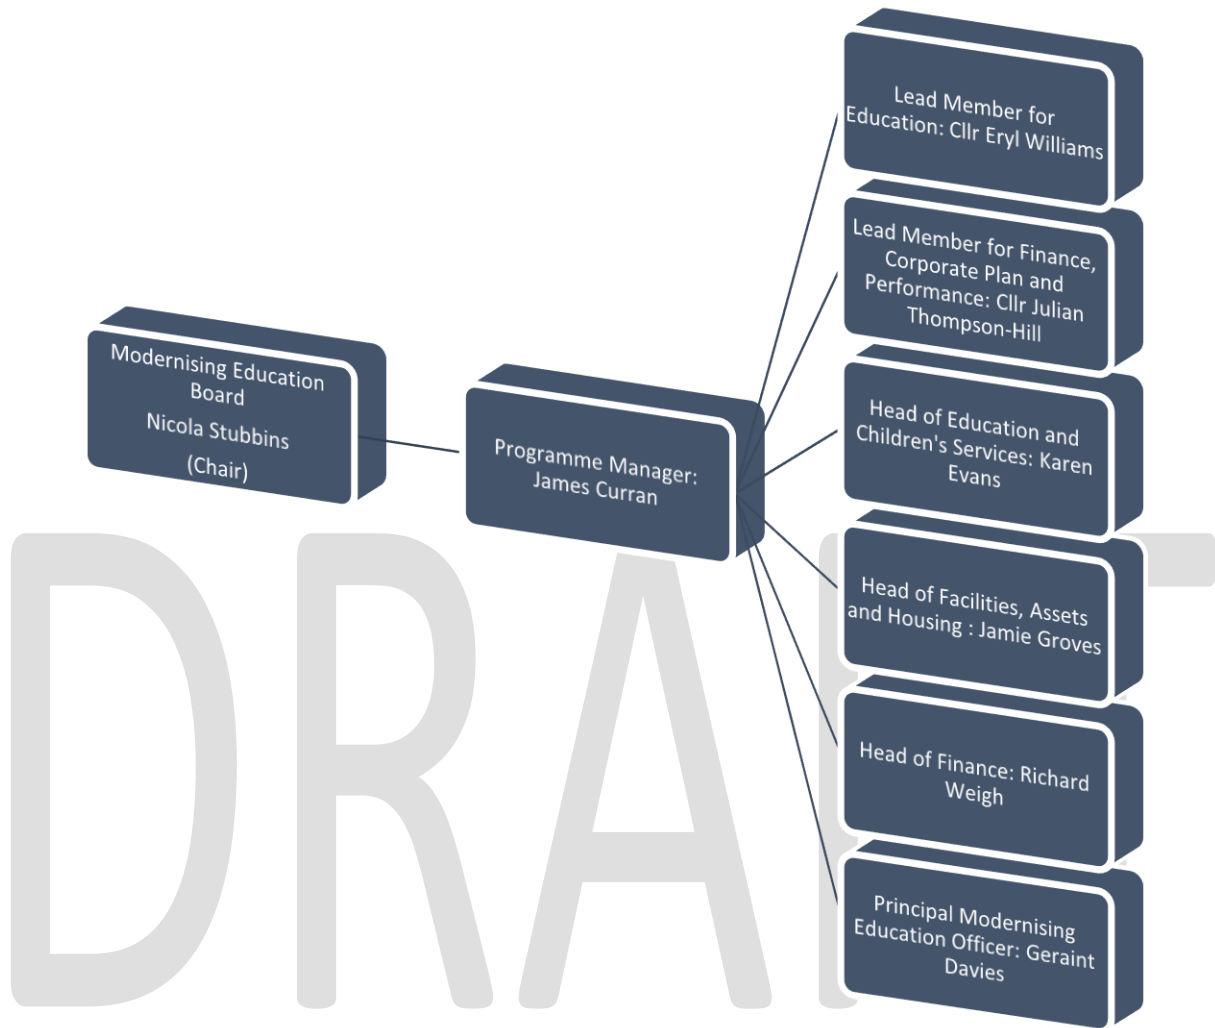 Modernising Education
Board
Nicola Stubbins
(Chair)
Programme Manager:
James Curran
Lead Member for
Education: Cllr Eryl Williams
Lead Member for Finance,
Corporate Plan and
Performance: Cllr Julian
Thompson-Hill
Head of Education and
Children's Services: Karen
Evans
Head of Facilities, Assets
and Housing : Jamie Groves
Head of Finance: Richard
Weigh
Principal Modernising
Education Officer: Geraint
Davies
DRAFT